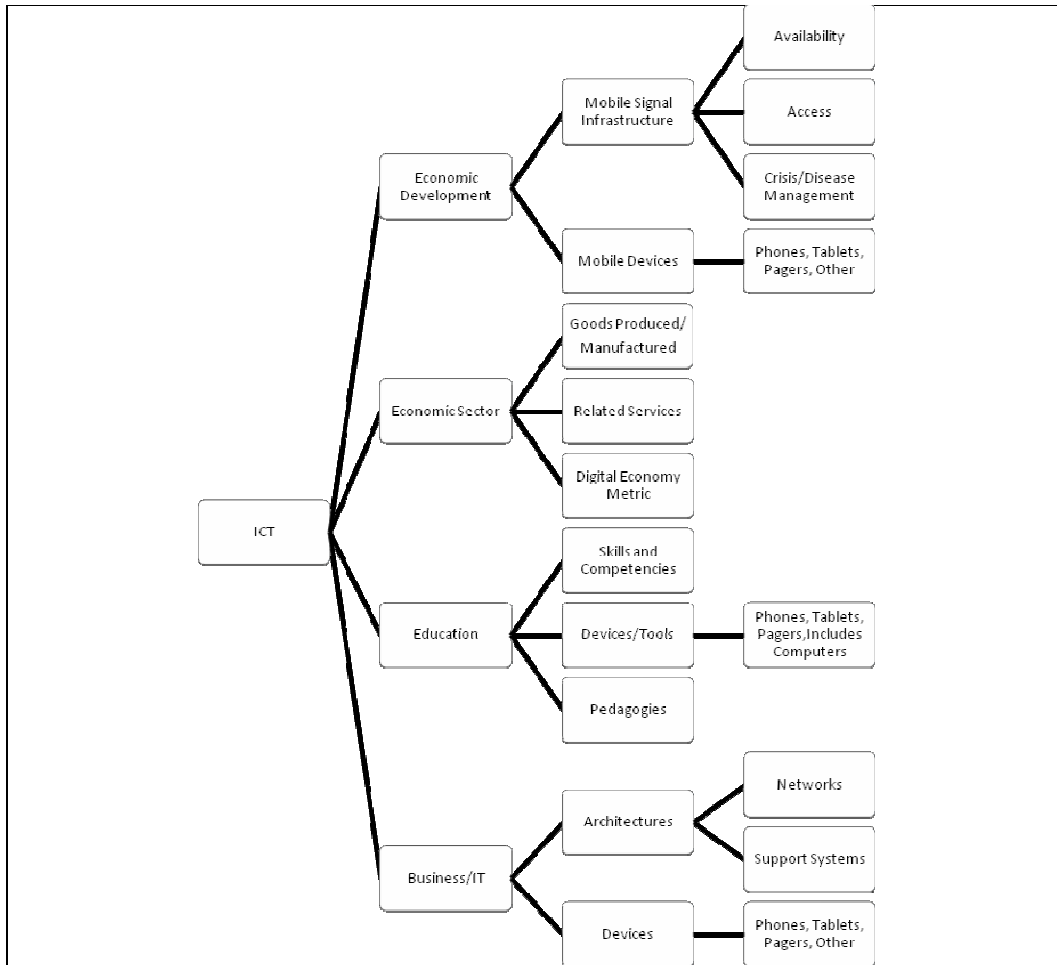 Availability
Mobile Signal
Infrastructure
Access
Economic
Development
Crisis/Disease
Management
Mobile Devices
Phones, Tablets,
Pagers, Other
Goods Produced/
Manufactured
Economic Sector
Related Services
Digital Economy
Metric
ICT
Skills and
Competencies
Education
Devices/Tools
Phones, Tablets,
Pagers,Includes
Computers
Pedagogies
Networks
Architectures
Support Systems
Business/IT
Devices
Phones, Tablets,
Pagers, Other